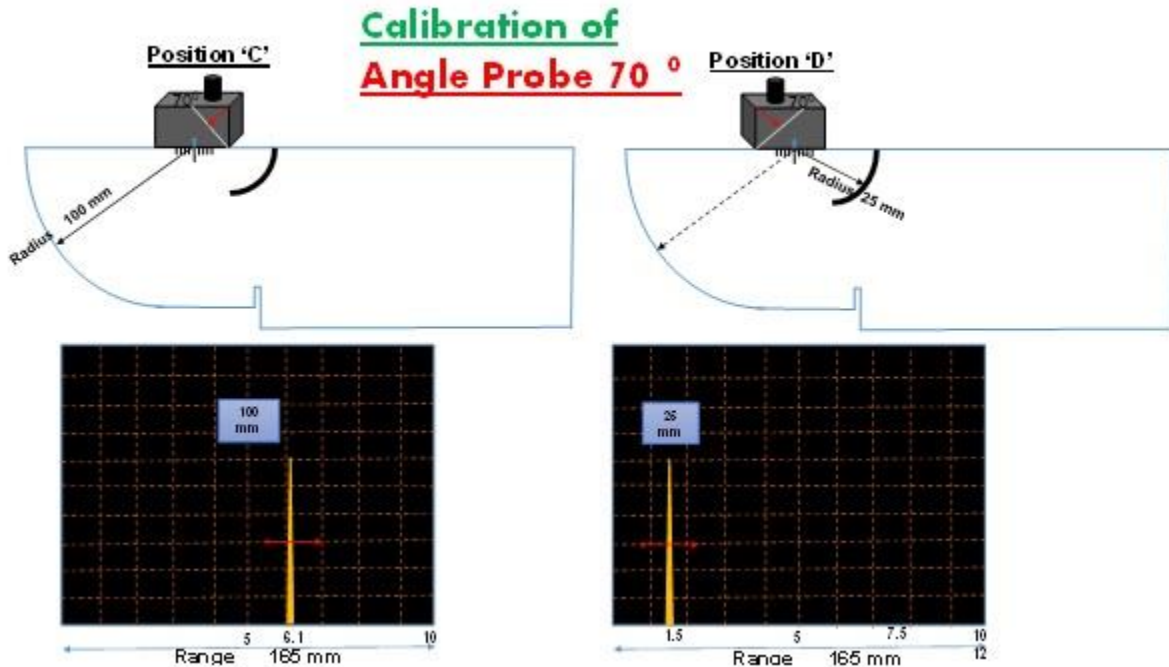 Calibration of
Angle Probe 70 °
Position 'C'
70°
Radius 100 mm
Position 'D'
70°
Radius 25 mm
100
mm
5 6.1 10
Range 165 mm
25
mm
1.5 5 7.5 10
12
Range 165 mm